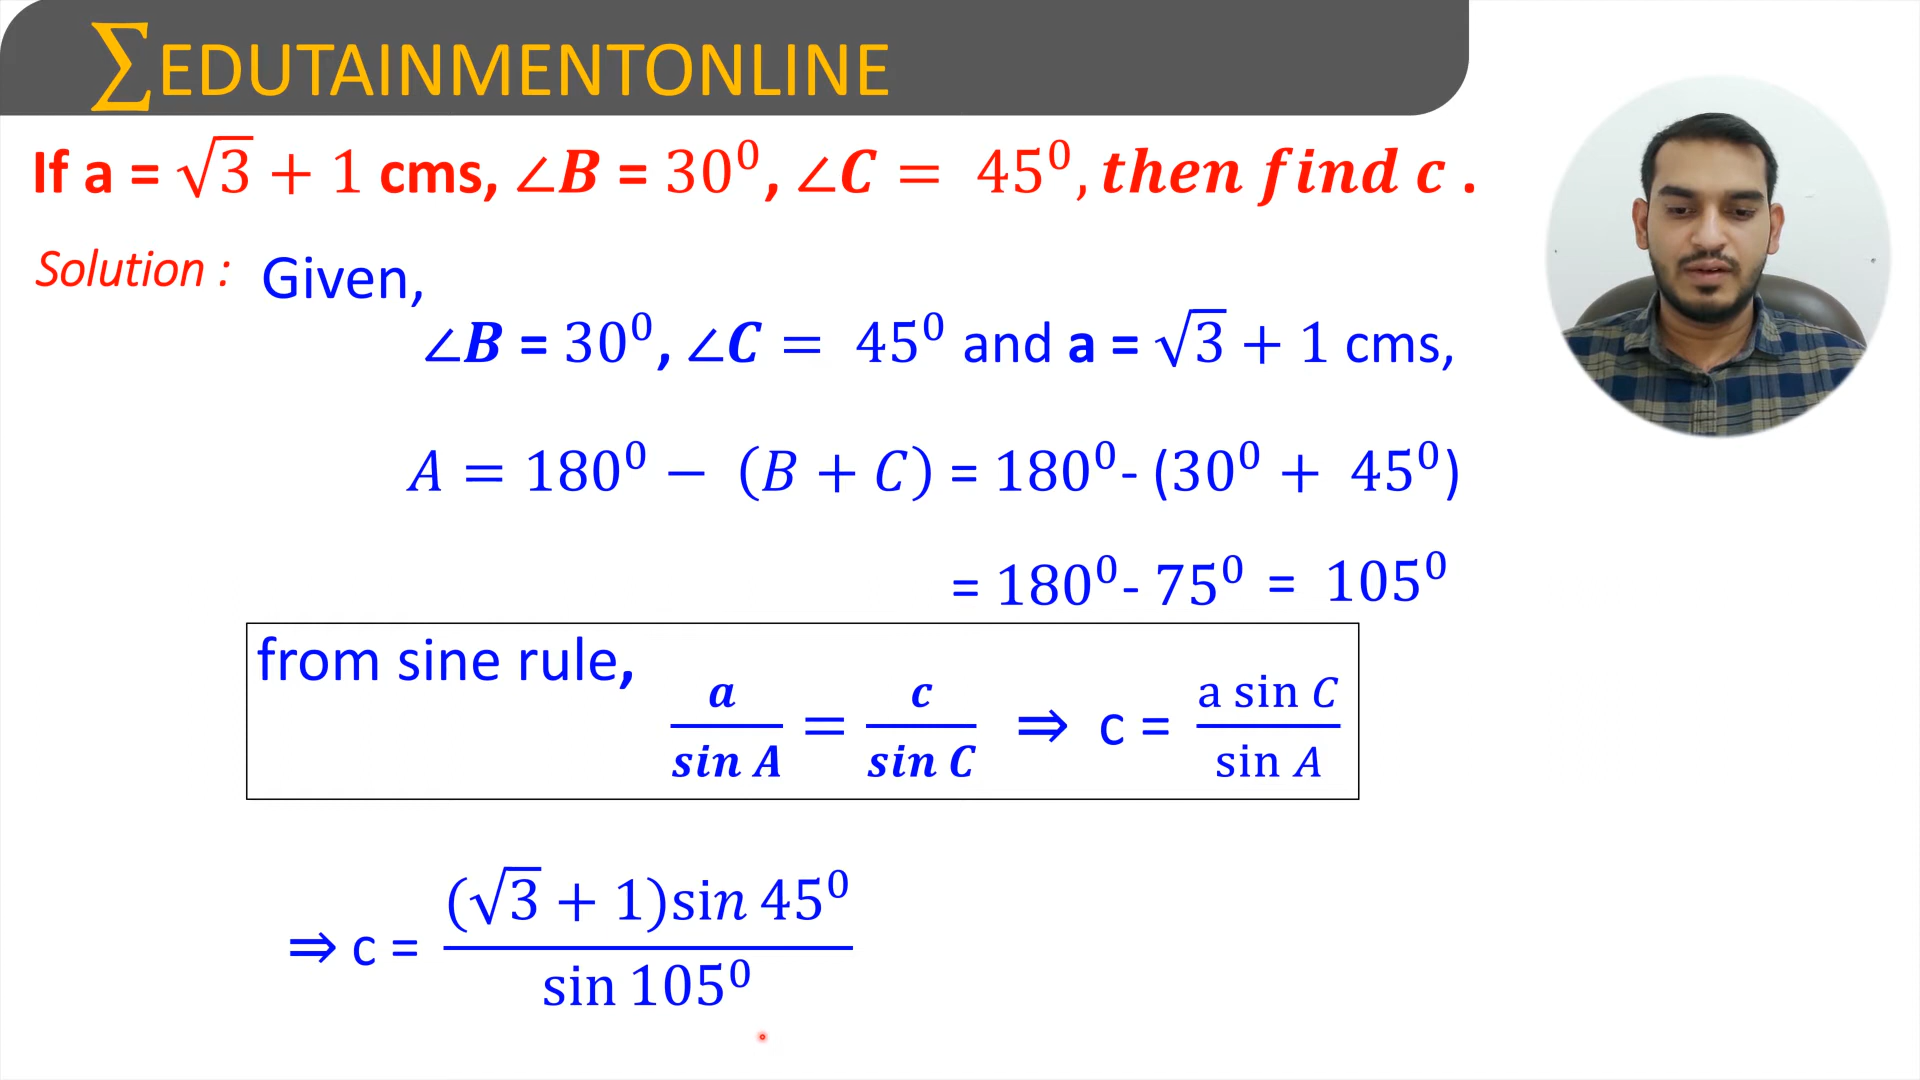 ∑EDUTAINMENTONLINE
If a = √3 + 1 cms, ∠B = 30⁰, ∠C = 45⁰, then find c .
Solution : Given,
∠B = 30⁰, ∠C = 45⁰ and a = √3 + 1 cms,
A = 180⁰ − (B + C) = 180⁰- (30⁰ + 45⁰)
= 180⁰- 75⁰ = 105⁰
from sine rule, a/sin A = c/sin C ⇒ c = a sin C/sin A
⇒ c = (√3 + 1)sin 45⁰/sin 105⁰